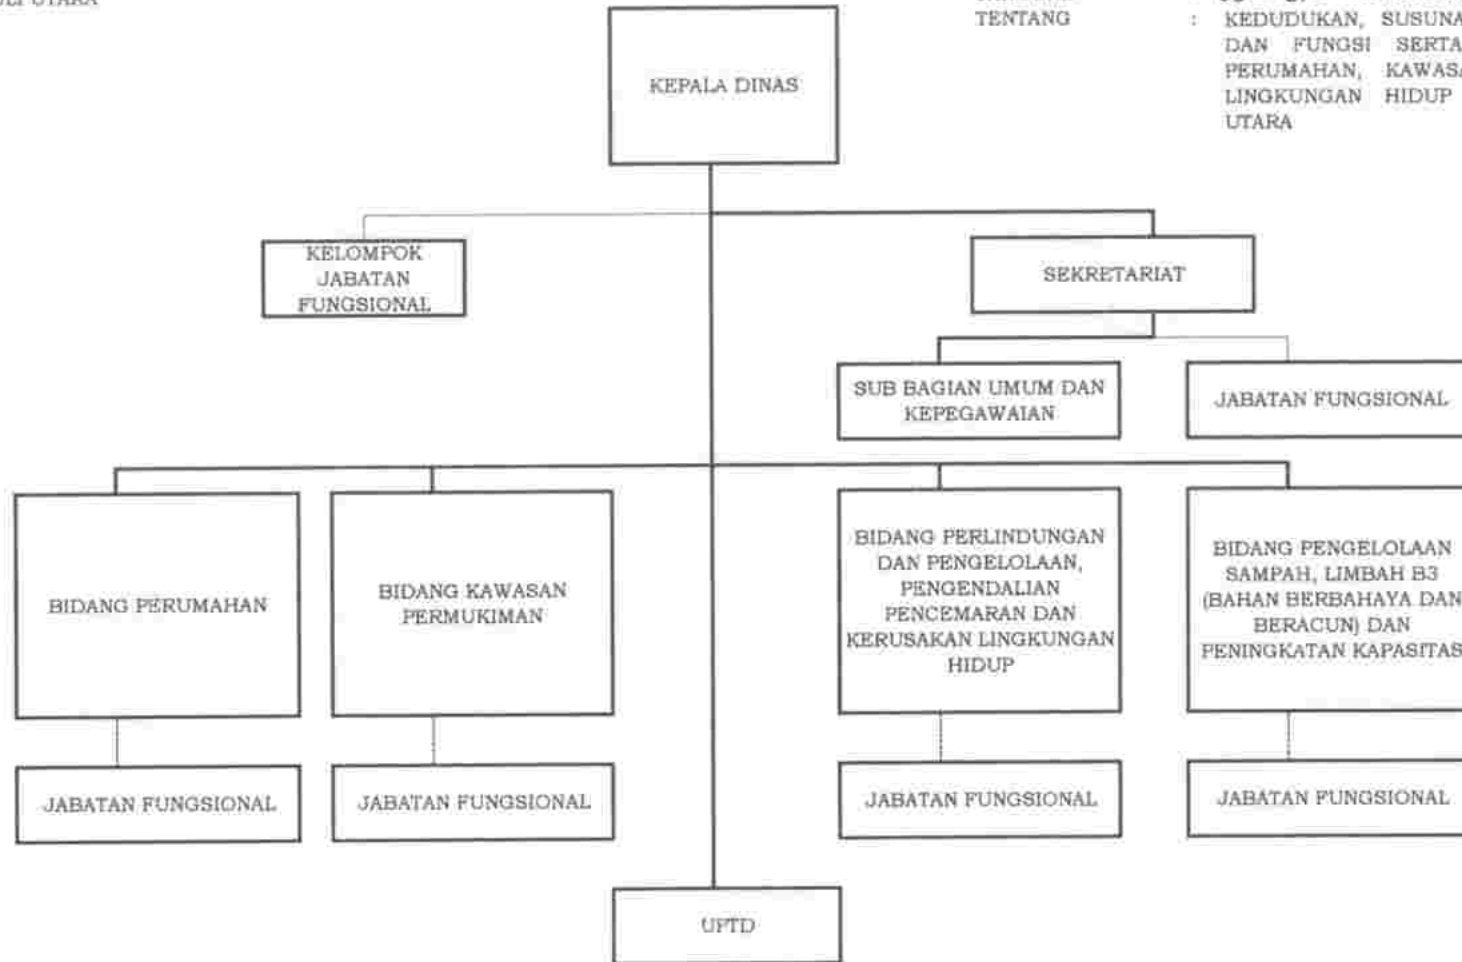 UTARA
TENTANG : KEDUDUKAN,
DAN FUNGSI SERTA
PERUMAHAN,
LINGKUNGAN HIDUP
UTARA
KEPALA DINAS
KELOMPOK
JABATAN
FUNGSIONAL
SEKRETARIAT
SUB BAGIAN UMUM DAN
KEPEGAWAIAN
JABATAN FUNGSIONAL
BIDANG PERUMAHAN
BIDANG KAWASAN
PERMUKIMAN
BIDANG PERLINDUNGAN
DAN PENGELOLAAN,
PENGENDALIAN
PENCEMARAN DAN
KERUSAKAN LINGKUNGAN
HIDUP
BIDANG PENGELOLAAN
SAMPAH, LIMBAH B3
(BAHAN BERBAHAYA DAN
BERACUN) DAN
PENINGKATAN KAPASITAS
JABATAN FUNGSIONAL
JABATAN FUNGSIONAL
JABATAN FUNGSIONAL
JABATAN FUNGSIONAL
UPTD